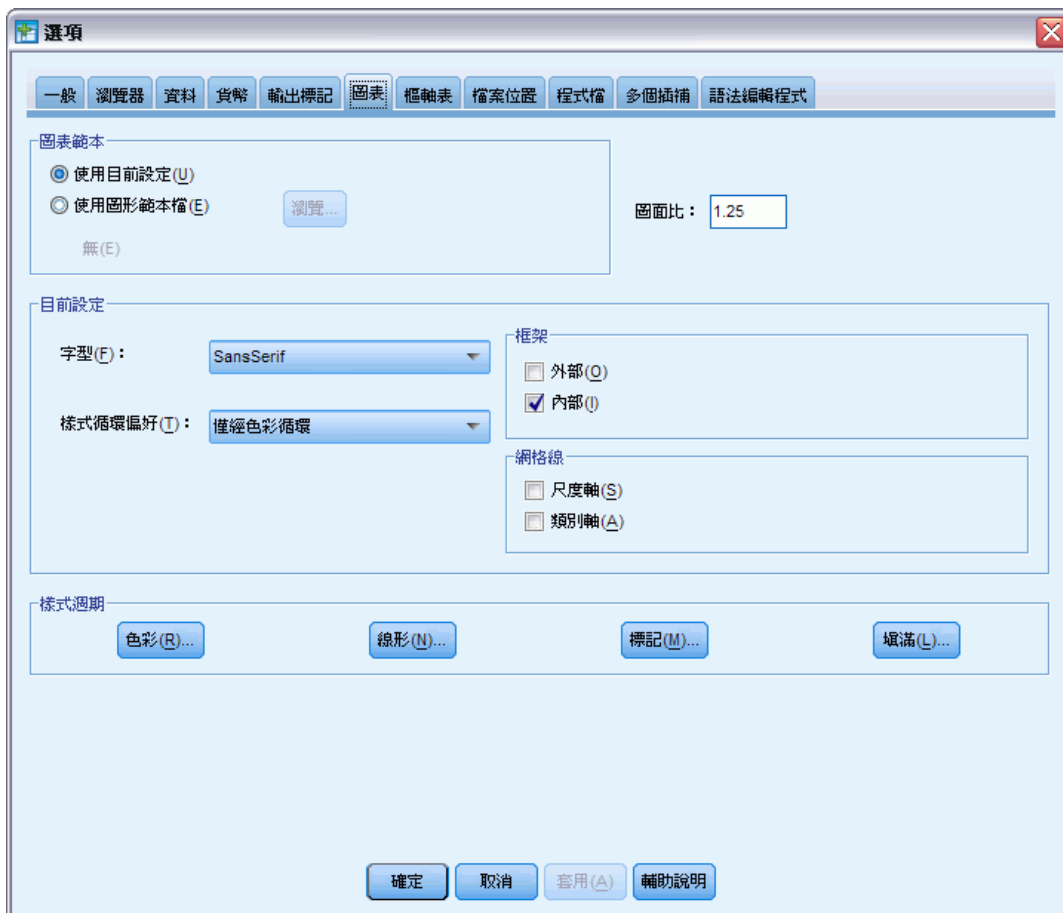 選項
一般 瀏覽器 資料 貨幣 輸出標記 圖表 樞軸表 檔案位置 程式檔 多個插補 語法編輯程式
圖表範本
使用目前設定(U)
使用圖形範本檔(E) 瀏覽...
無(E)
圖面比： 1.25
目前設定
字型(F)： SansSerif
樣式循環偏好(T)： 僅經色彩循環
框架
外部(O)
內部(I)
網格線
尺度軸(S)
類別軸(A)
樣式週期
色彩(R)... 線形(N)... 標記(M)... 填滿(L)...
確定 取消 套用(A) 輔助說明